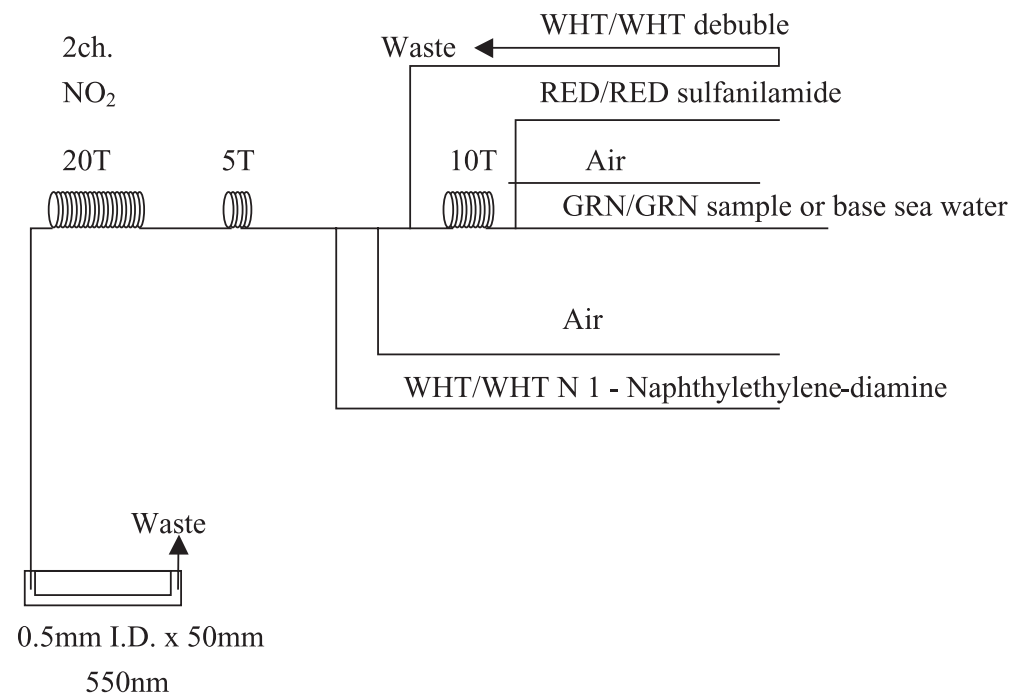 2ch.
NO₂
WHT/WHT debuble
Waste
RED/RED sulfanilamide
20T
5T
10T
Air
GRN/GRN sample or base sea water
Air
WHT/WHT N 1 - Naphthylethylene-diamine
Waste
0.5mm I.D. x 50mm
550nm